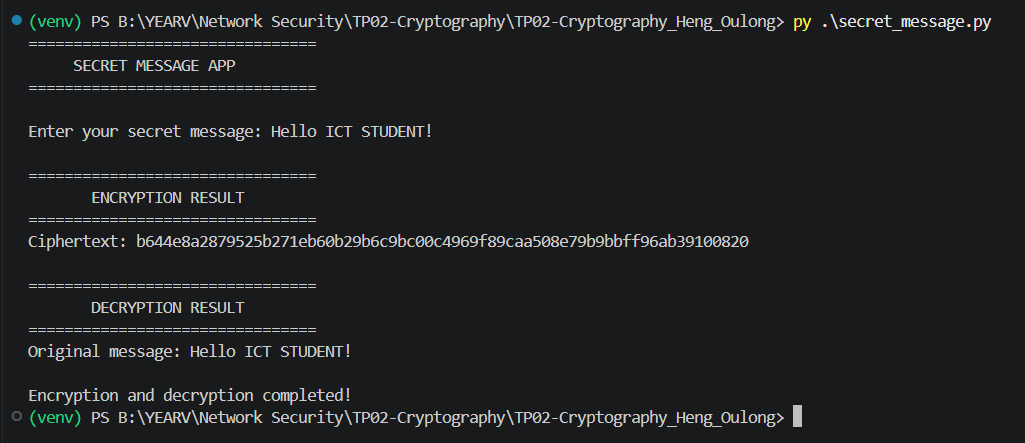 (venv) PS B:\YEARV\Network Security\TP02-Cryptography\TP02-Cryptography_Heng_Oulong> py .\secret_message.py
================================
SECRET MESSAGE APP
================================
Enter your secret message: Hello ICT STUDENT!
================================
ENCRYPTION RESULT
================================
Ciphertext: b644e8a2879525b271eb60b29b6c9bc00c4969f89caa508e79b9bbff96ab39100820
================================
DECRYPTION RESULT
================================
Original message: Hello ICT STUDENT!
Encryption and decryption completed!
(venv) PS B:\YEARV\Network Security\TP02-Cryptography\TP02-Cryptography_Heng_Oulong>